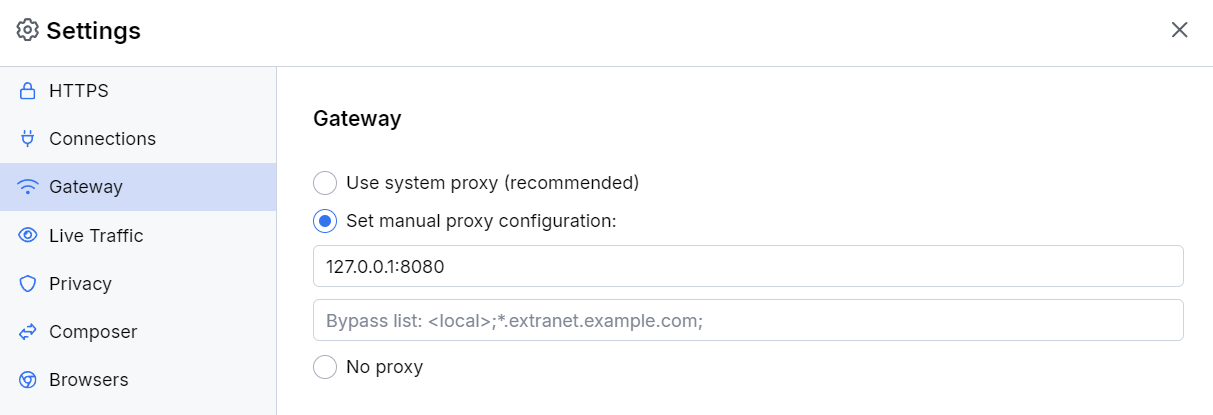 Settings
HTTPS
Connections
Gateway
Live Traffic
Privacy
Composer
Browsers
Gateway
Use system proxy (recommended)
Set manual proxy configuration:
127.0.0.1:8080
Bypass list: <local>;*.extranet.example.com;
No proxy